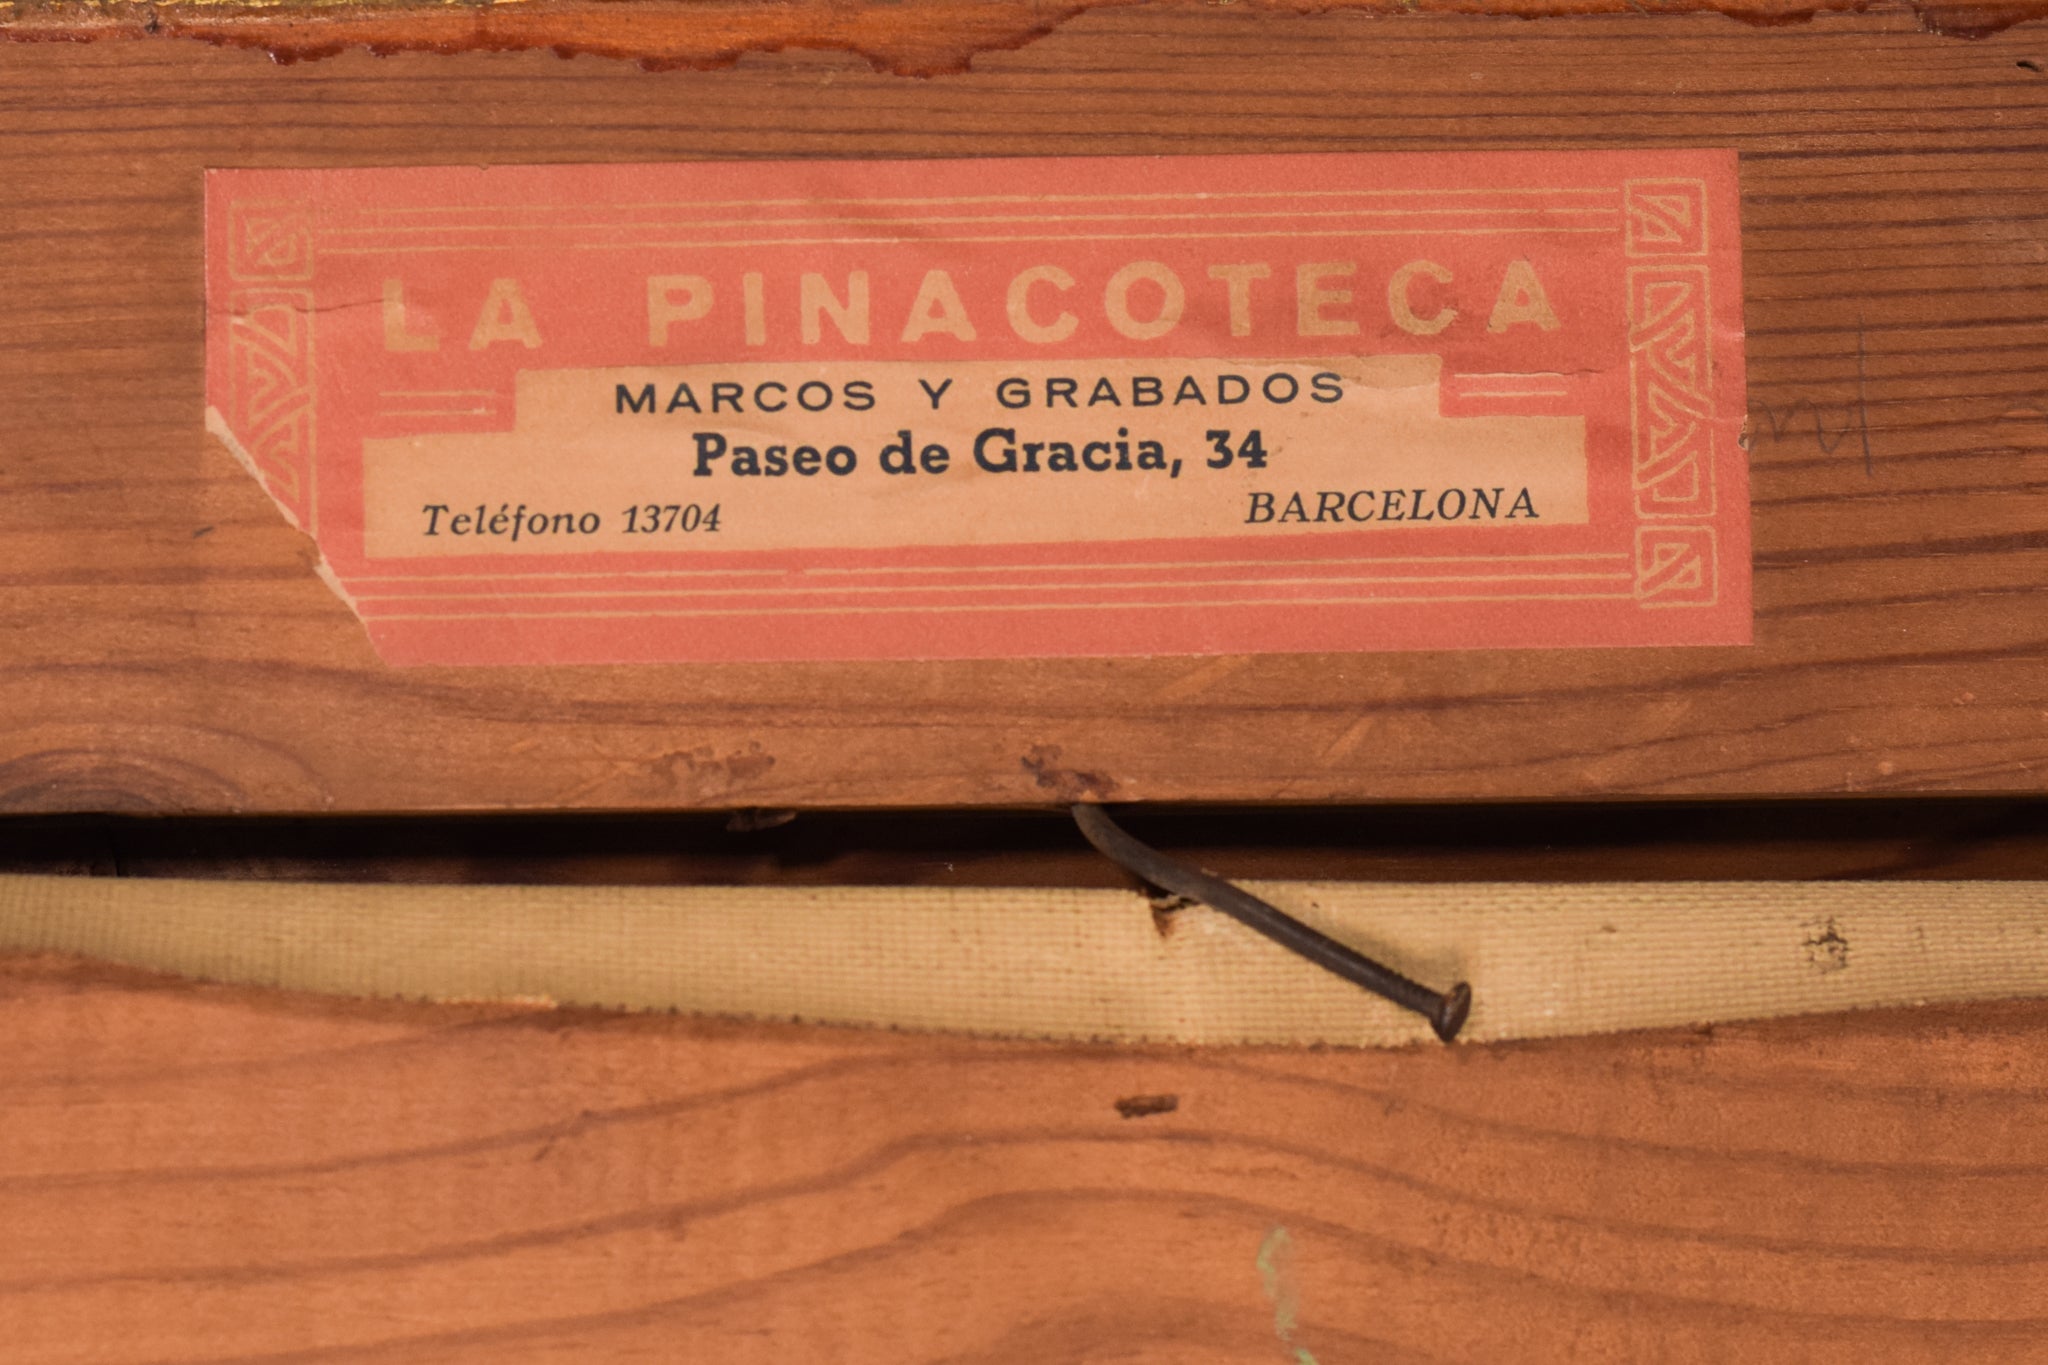 LA PINACOTECA
MARCOS Y GRABADOS
Paseo de Gracia, 34
Teléfono 13704 BARCELONA